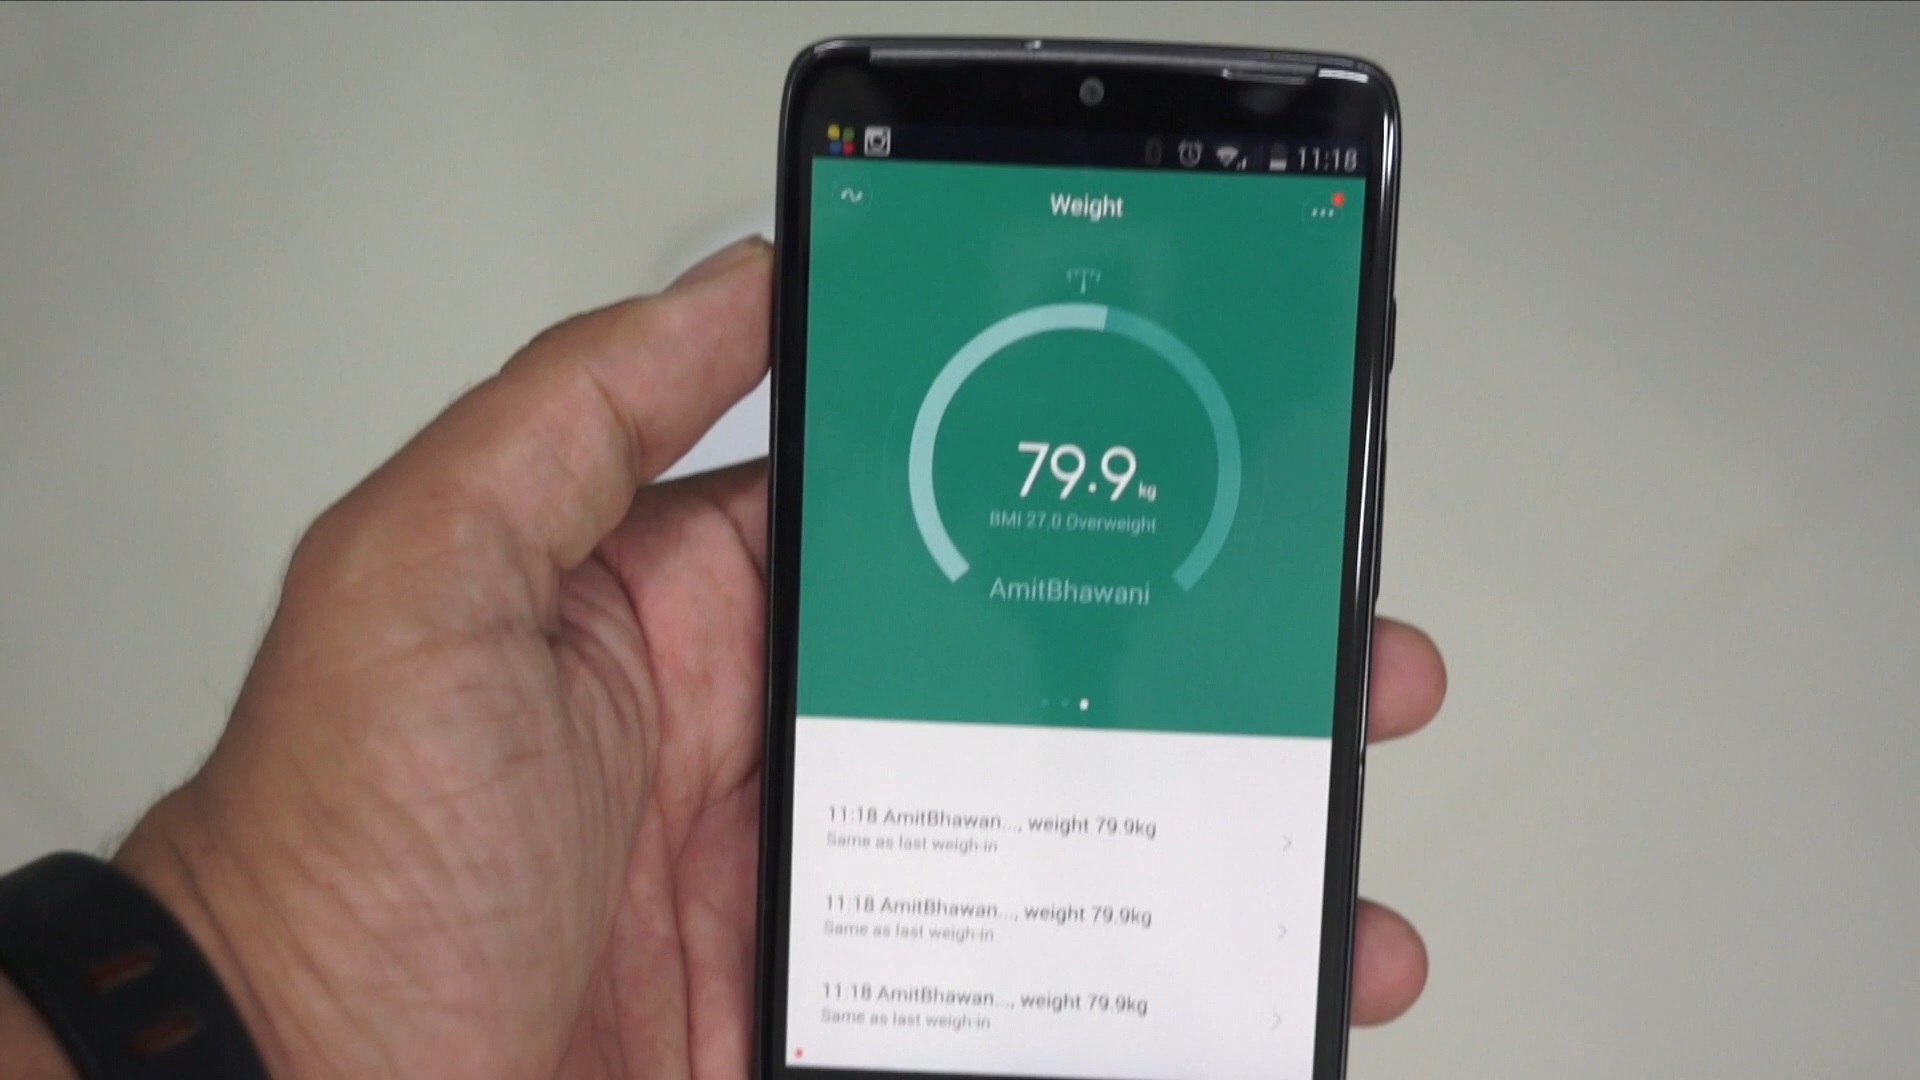 11:18
Weight
79.9 kg
BMI 27.0 Overweight
AmitBhawani
11:18 AmitBhawan..., weight 79.9kg
Same as last weigh-in
11:18 AmitBhawan..., weight 79.9kg
Same as last weigh-in
11:18 AmitBhawan..., weight 79.9kg
Same as last weigh-in